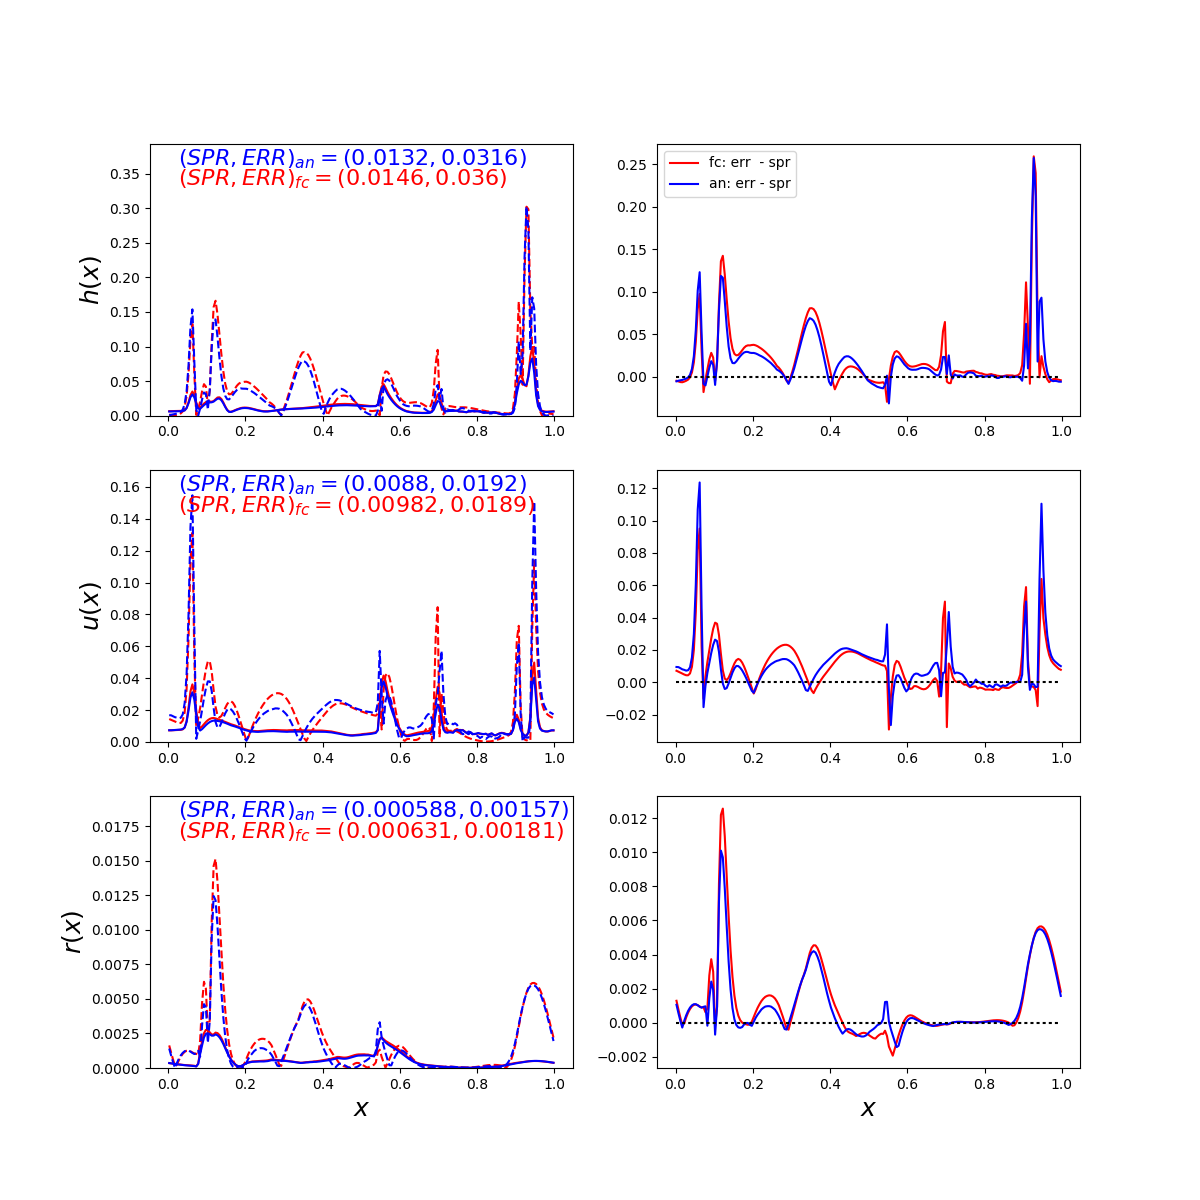 (SPR, ERR)an = (0.0132, 0.0316)
(SPR, ERR)fc = (0.0146, 0.036)
h(x)
0.35
0.30
0.25
0.20
0.15
0.10
0.05
0.00
0.0 0.2 0.4 0.6 0.8 1.0
fc: err - spr
an: err - spr
0.25
0.20
0.15
0.10
0.05
0.00
0.0 0.2 0.4 0.6 0.8 1.0
(SPR, ERR)an = (0.0088, 0.0192)
(SPR, ERR)fc = (0.00982, 0.0189)
u(x)
0.16
0.14
0.12
0.10
0.08
0.06
0.04
0.02
0.00
0.0 0.2 0.4 0.6 0.8 1.0
0.12
0.10
0.08
0.06
0.04
0.02
0.00
−0.02
0.0 0.2 0.4 0.6 0.8 1.0
(SPR, ERR)an = (0.000588, 0.00157)
(SPR, ERR)fc = (0.000631, 0.00181)
r(x)
0.0175
0.0150
0.0125
0.0100
0.0075
0.0050
0.0025
0.0000
0.0 0.2 0.4 0.6 0.8 1.0
x
0.012
0.010
0.008
0.006
0.004
0.002
0.000
−0.002
0.0 0.2 0.4 0.6 0.8 1.0
x